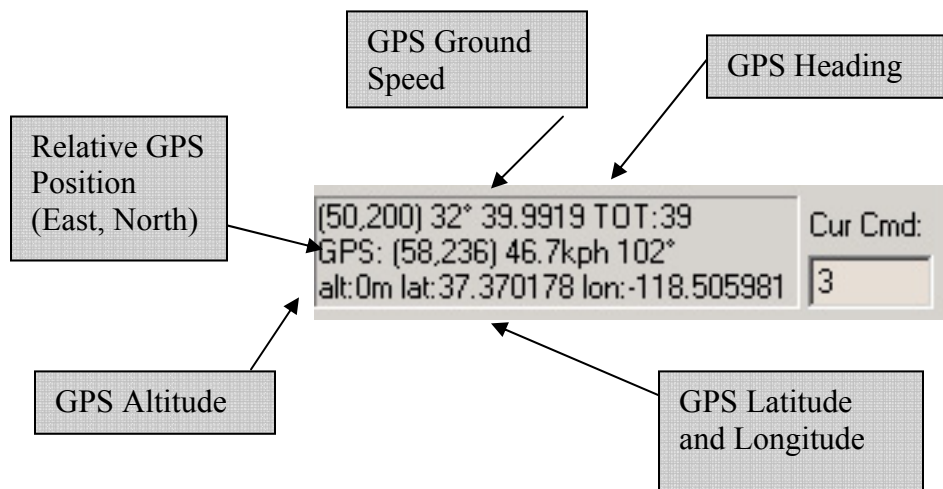 GPS Ground
Speed
GPS Heading
Relative GPS
Position
(East, North)
(50,200) 32° 39.9919 TOT:39
GPS: (58,236) 46.7kph 102°
alt:0m lat:37.370178 lon:-118.505981
Cur Cmd:
3
GPS Altitude
GPS Latitude
and Longitude